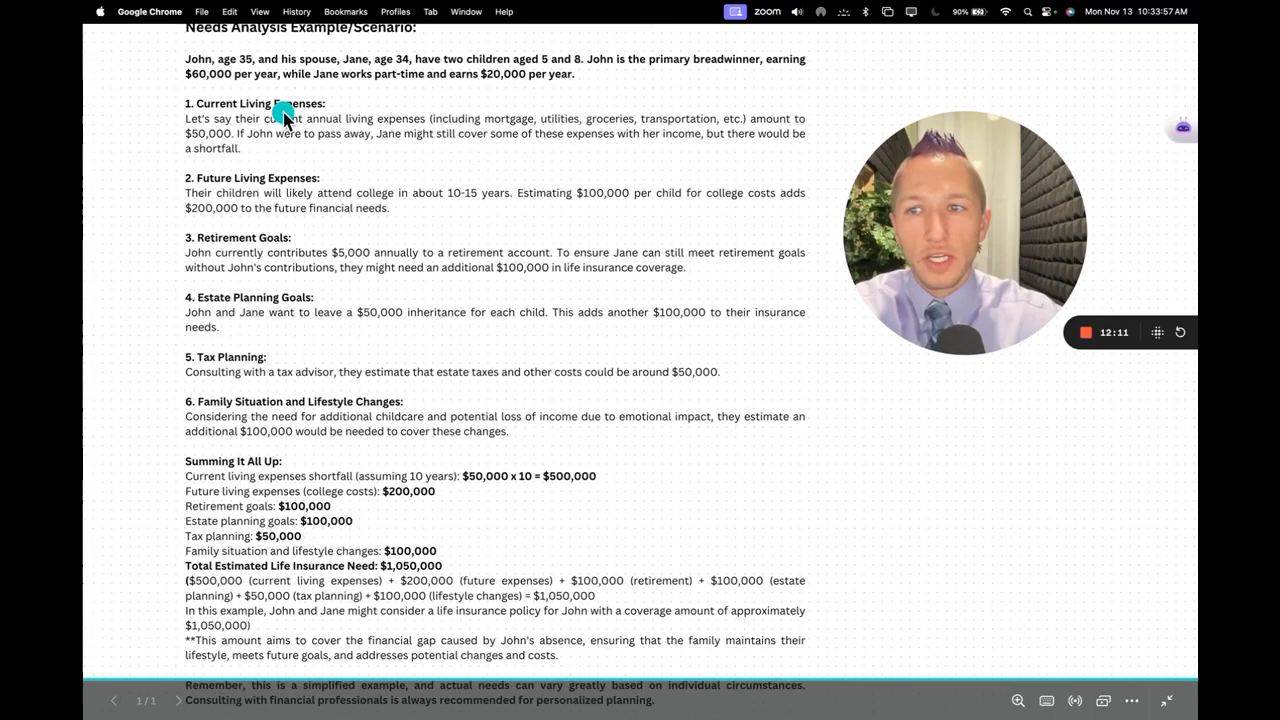 Google Chrome File Edit View History Bookmarks Profiles Tab Window Help zoom 90% Mon Nov 13 10:33:57 AM
Needs Analysis Example/Scenario:
John, age 35, and his spouse, Jane, age 34, have two children aged 5 and 8. John is the primary breadwinner, earning
$60,000 per year, while Jane works part-time and earns $20,000 per year.
1. Current Living Expenses:
Let's say their current annual living expenses (including mortgage, utilities, groceries, transportation, etc.) amount to
$50,000. If John were to pass away, Jane might still cover some of these expenses with her income, but there would be
a shortfall.
2. Future Living Expenses:
Their children will likely attend college in about 10-15 years. Estimating $100,000 per child for college costs adds
$200,000 to the future financial needs.
3. Retirement Goals:
John currently contributes $5,000 annually to a retirement account. To ensure Jane can still meet retirement goals
without John's contributions, they might need an additional $100,000 in life insurance coverage.
12:11
4. Estate Planning Goals:
John and Jane want to leave a $50,000 inheritance for each child. This adds another $100,000 to their insurance
needs.
5. Tax Planning:
Consulting with a tax advisor, they estimate that estate taxes and other costs could be around $50,000.
6. Family Situation and Lifestyle Changes:
Considering the need for additional childcare and potential loss of income due to emotional impact, they estimate an
additional $100,000 would be needed to cover these changes.
Summing It All Up:
Current living expenses shortfall (assuming 10 years): $50,000 x 10 = $500,000
Future living expenses (college costs): $200,000
Retirement goals: $100,000
Estate planning goals: $100,000
Tax planning: $50,000
Family situation and lifestyle changes: $100,000
Total Estimated Life Insurance Need: $1,050,000
($500,000 (current living expenses) + $200,000 (future expenses) + $100,000 (retirement) + $100,000 (estate
planning) + $50,000 (tax planning) + $100,000 (lifestyle changes) = $1,050,000
In this example, John and Jane might consider a life insurance policy for John with a coverage amount of approximately
$1,050,000)
**This amount aims to cover the financial gap caused by John's absence, ensuring that the family maintains their
lifestyle, meets future goals, and addresses potential changes and costs.
Remember, this is a simplified example, and actual needs can vary greatly based on individual circumstances.
Consulting with financial professionals is always recommended for personalized planning.
1 / 1